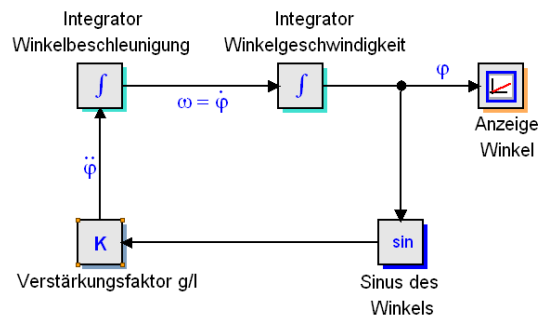 Integrator
Winkelbeschleunigung
Integrator
Winkelgeschwindigkeit
∫
ω = φ̇
∫
φ
Anzeige
Winkel
φ̈
K
sin
Verstärkungsfaktor g/l
Sinus des
Winkels